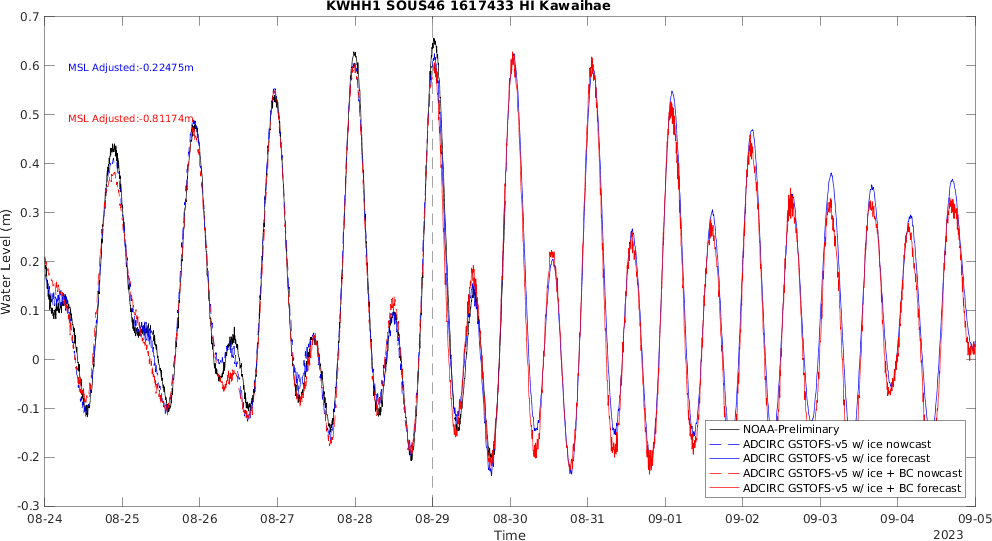 KWHH1 SOUS46 1617433 HI Kawaihae
0.7
0.6
0.5
0.4
0.3
0.2
0.1
0
-0.1
-0.2
-0.3
Water Level (m)
MSL Adjusted:-0.22475m
MSL Adjusted:-0.81174m
NOAA-Preliminary
ADCIRC GSTOFS-v5 w/ ice nowcast
ADCIRC GSTOFS-v5 w/ ice forecast
ADCIRC GSTOFS-v5 w/ ice + BC nowcast
ADCIRC GSTOFS-v5 w/ ice + BC forecast
08-24 08-25 08-26 08-27 08-28 08-29 08-30 08-31 09-01 09-02 09-03 09-04 09-05
Time
2023